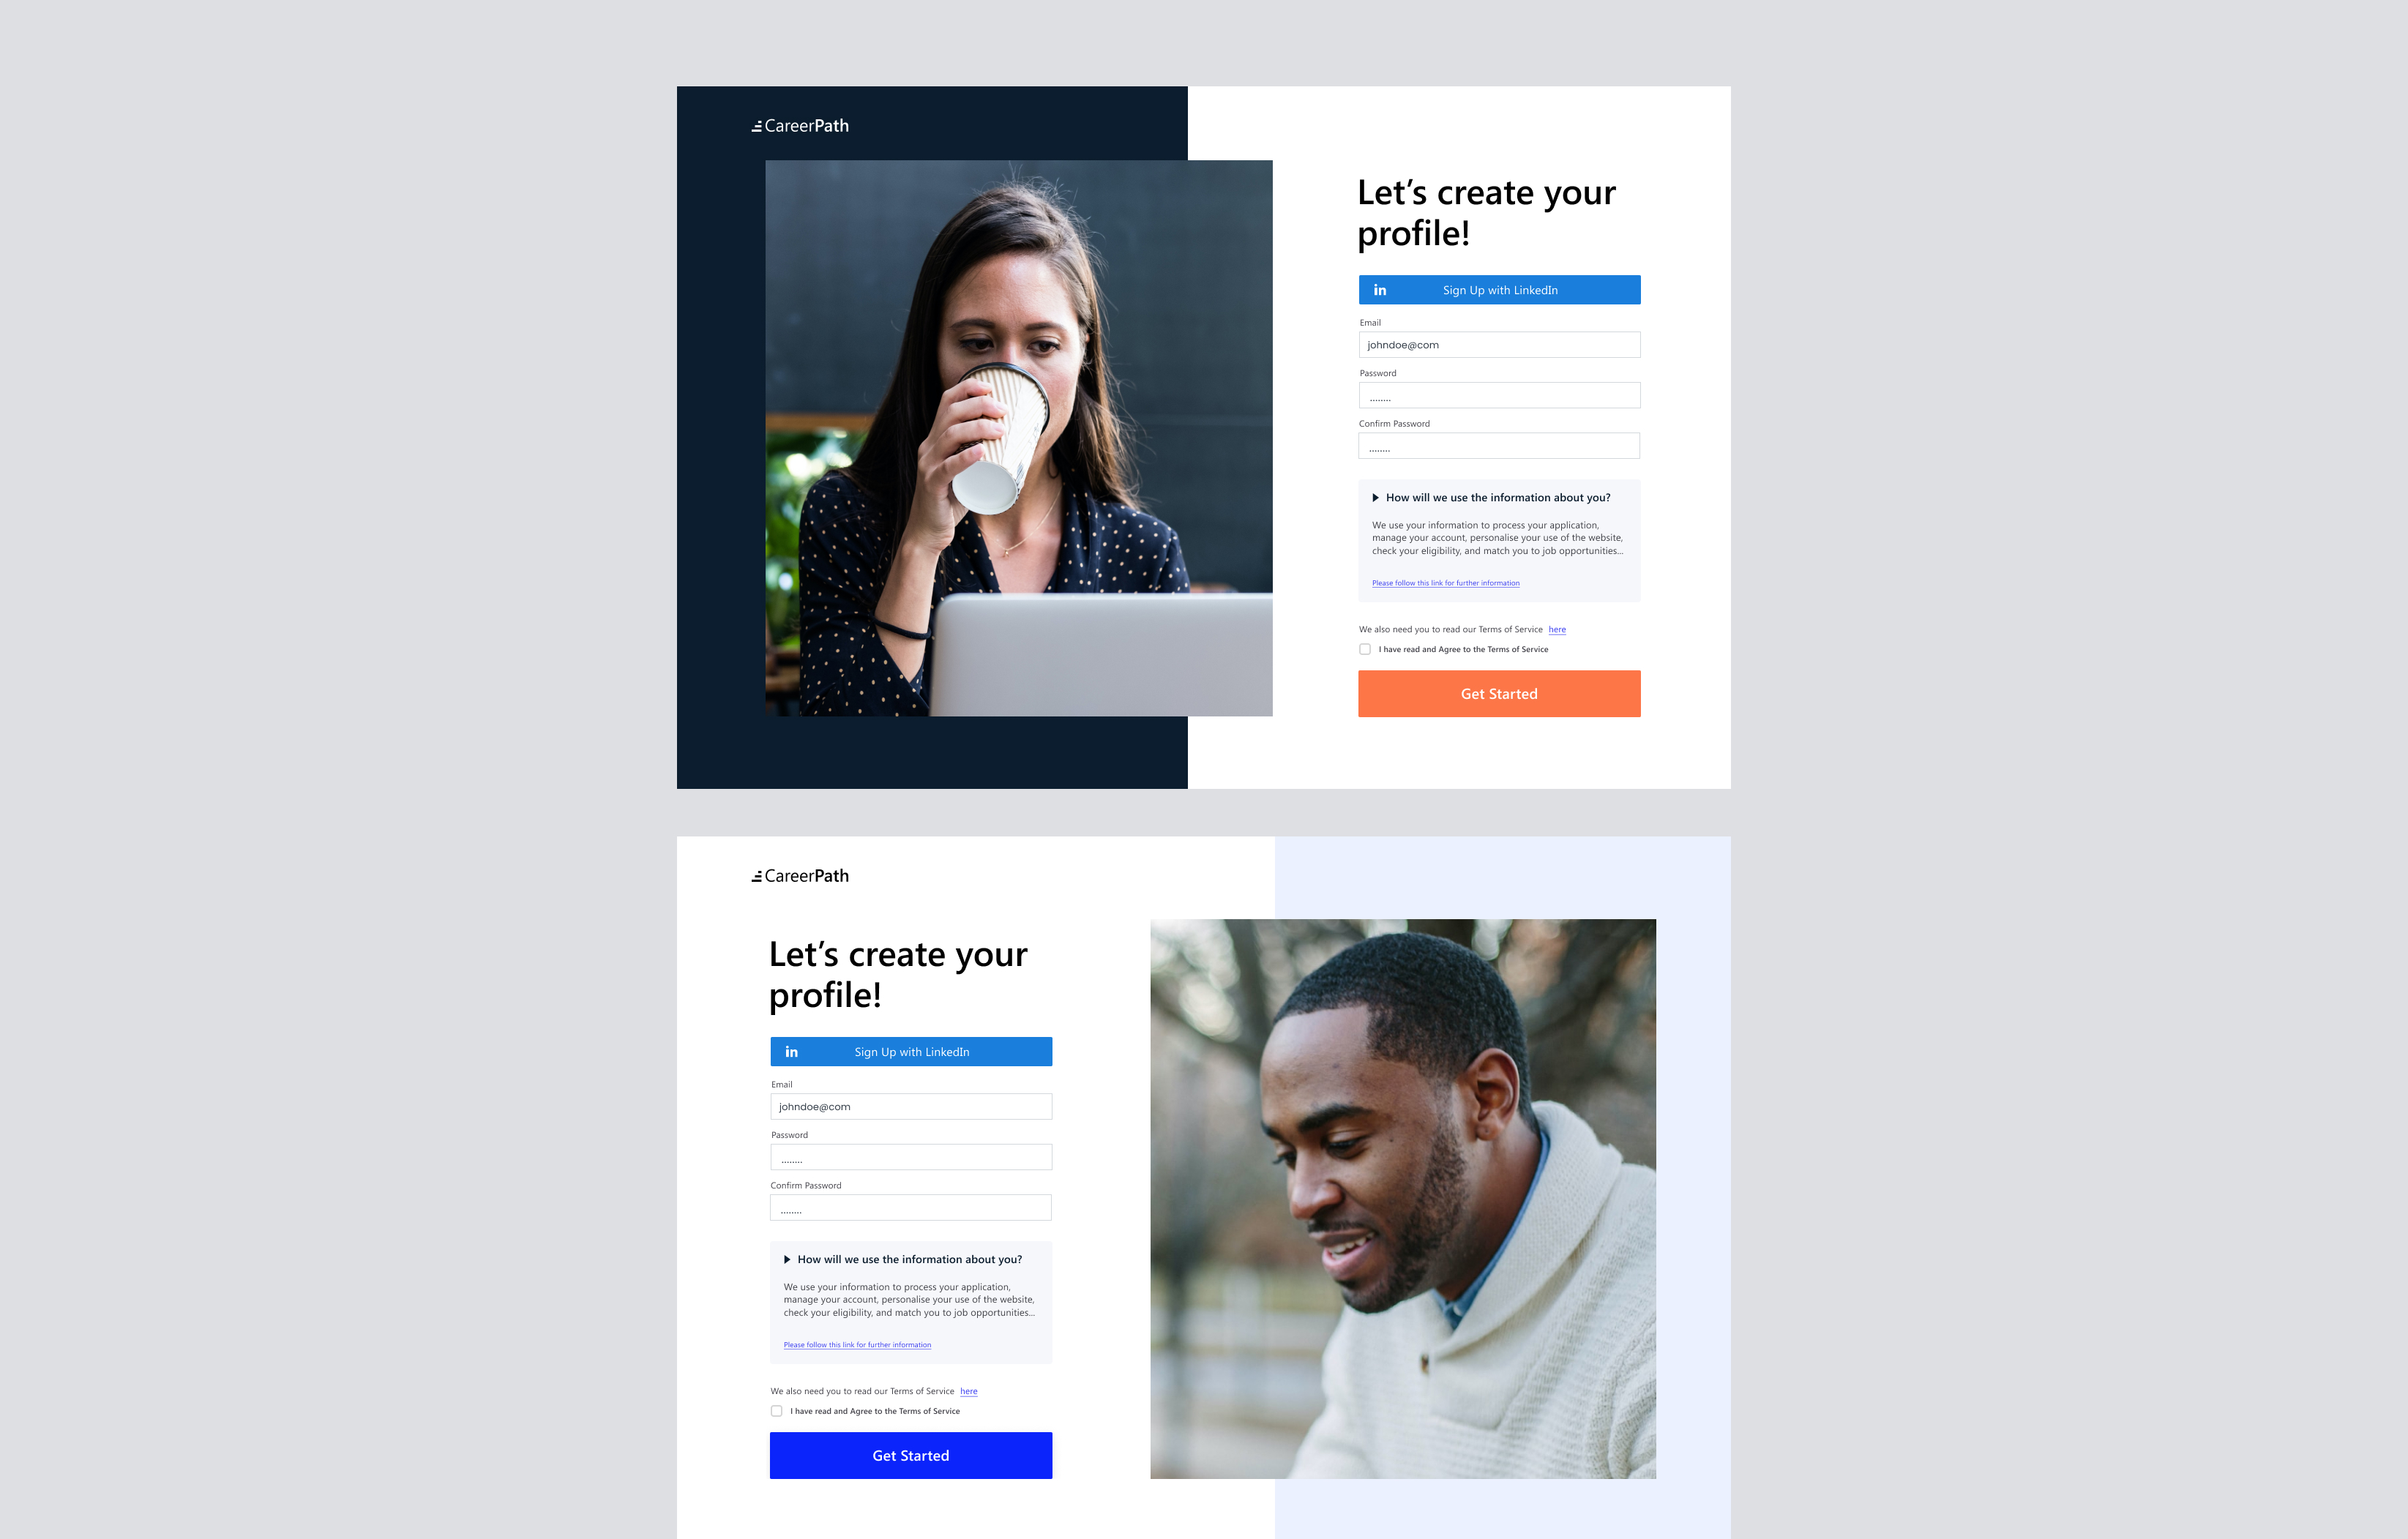 CareerPath
Let's create your
profile!
in Sign Up with LinkedIn
Email
johndoe@com
Password
........
Confirm Password
........
How will we use the information about you?
We use your information to process your application,
manage your account, personalise your use of the website,
check your eligibility, and match you to job opportunities...
Please follow this link for further information
We also need you to read our Terms of Service here
I have read and Agree to the Terms of Service
Get Started
CareerPath
Let's create your
profile!
in Sign Up with LinkedIn
Email
johndoe@com
Password
........
Confirm Password
........
How will we use the information about you?
We use your information to process your application,
manage your account, personalise your use of the website,
check your eligibility, and match you to job opportunities...
Please follow this link for further information
We also need you to read our Terms of Service here
I have read and Agree to the Terms of Service
Get Started